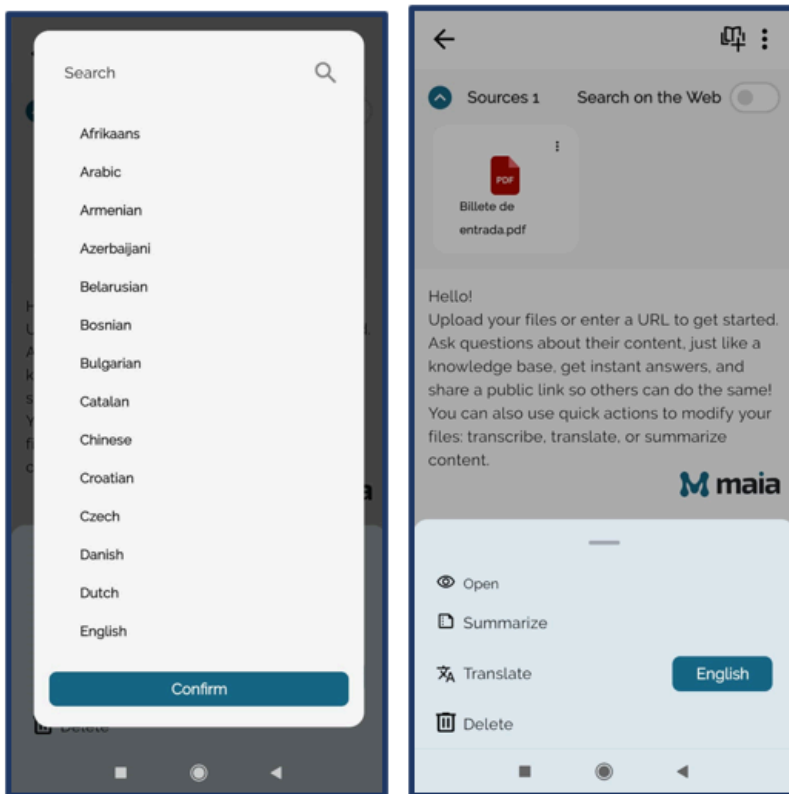 Search
Afrikaans
Arabic
Armenian
Azerbaijani
Belarusian
Bosnian
Bulgarian
Catalan
Chinese
Croatian
Czech
Danish
Dutch
English
Confirm
Delete
Sources 1 Search on the Web
PDF
Billete de
entrada.pdf
Hello!
Upload your files or enter a URL to get started.
Ask questions about their content, just like a
knowledge base, get instant answers, and
share a public link so others can do the same!
You can also use quick actions to modify your
files: transcribe, translate, or summarize
content.
maia
Open
Summarize
Translate English
Delete